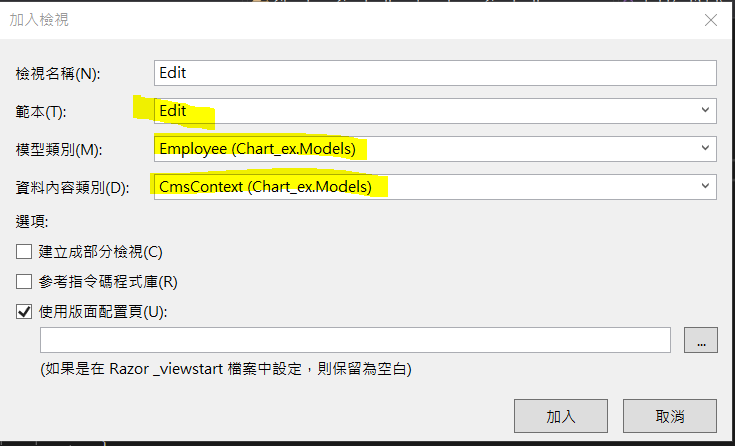 加入檢視
檢視名稱(N): Edit
範本(T): Edit
模型類別(M): Employee (Chart_ex.Models)
資料內容類別(D): CmsContext (Chart_ex.Models)
選項:
建立成部分檢視(C)
參考指令碼程式庫(R)
使用版面配置頁(U):
...
(如果是在 Razor _viewstart 檔案中設定，則保留為空白)
加入 取消